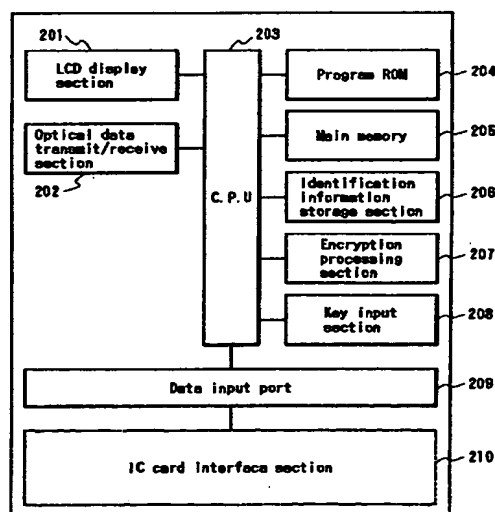 201
203
LCD display
section
Program ROM
204
Optical data
transmit/receive
section
202
C.P.U
Main memory
205
Identification
information
storage section
206
Encryption
processing
section
207
Key input
section
208
Data input port
209
IC card interface section
210